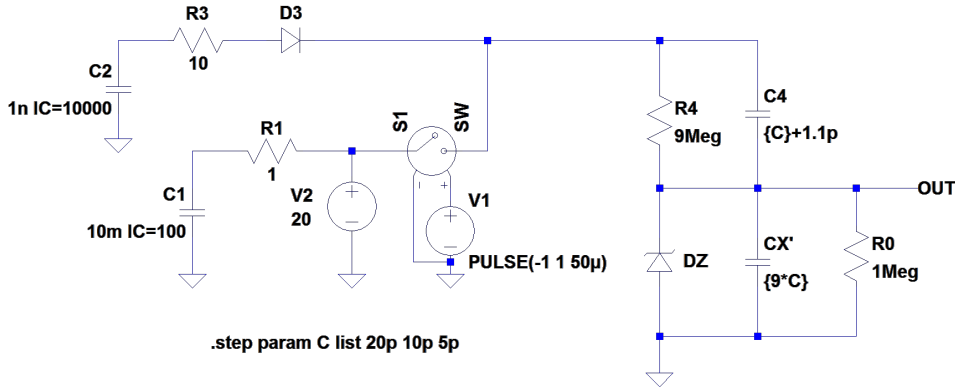 R3
10
D3
C2
1n IC=10000
R1
1
C1
10m IC=100
V2
20
S1
SW
V1
PULSE(-1 1 50µ)
R4
9Meg
C4
{C}+1.1p
OUT
DZ
CX'
{9*C}
R0
1Meg
.step param C list 20p 10p 5p